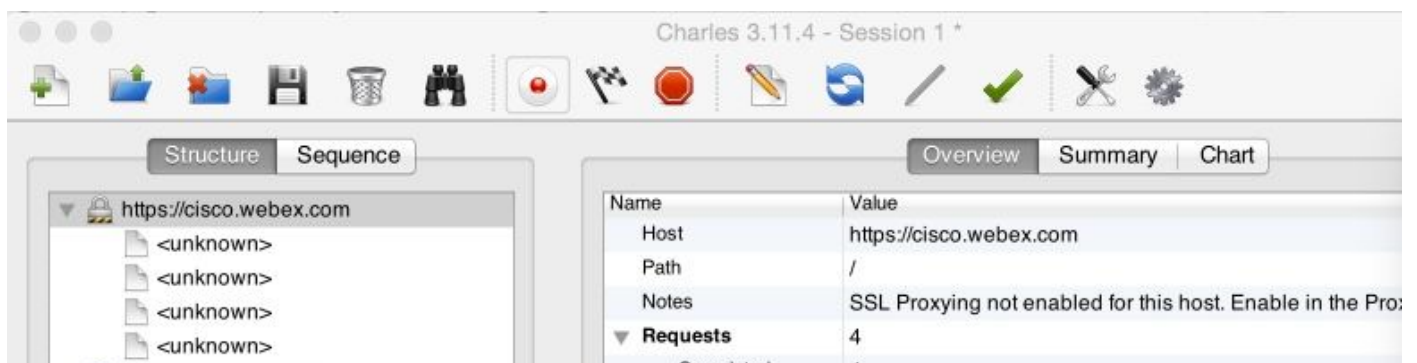 Charles 3.11.4 - Session 1 *
Structure Sequence
Overview Summary Chart
https://cisco.webex.com
<unknown>
<unknown>
<unknown>
<unknown>
Name Value
Host https://cisco.webex.com
Path /
Notes SSL Proxying not enabled for this host. Enable in the
Requests 4